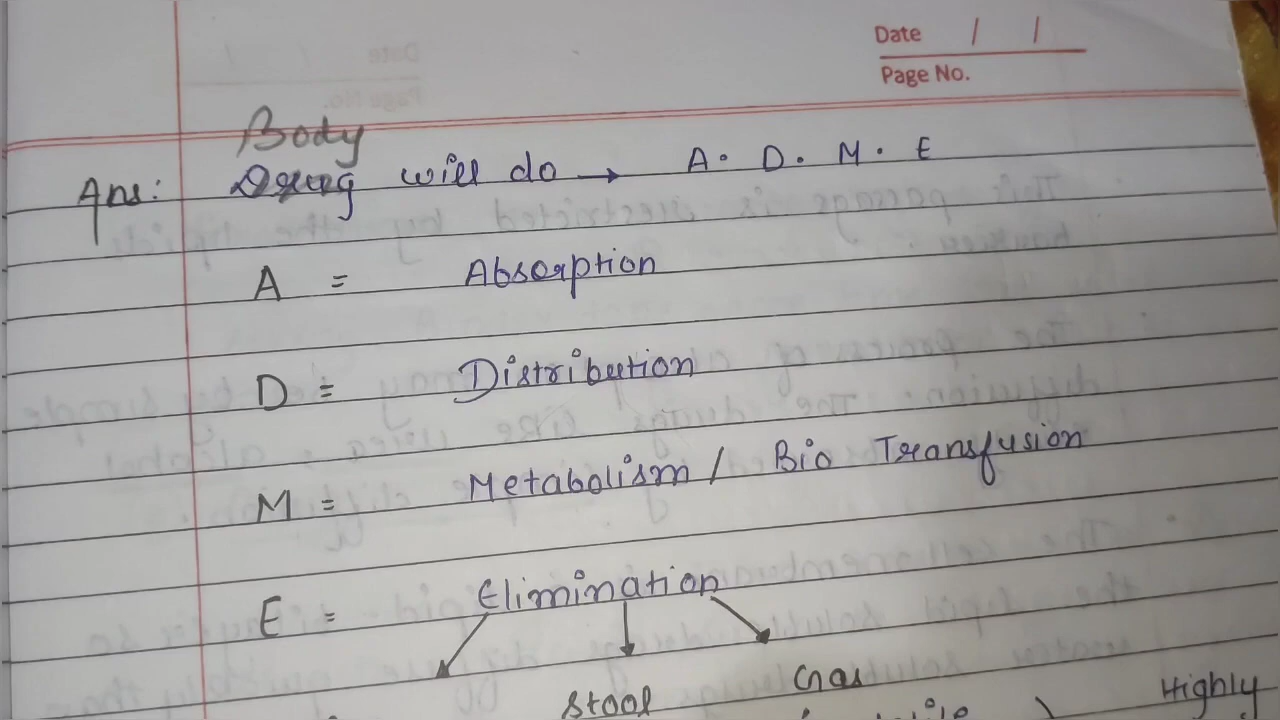 Date / /
Page No.
Body
Ans: Drug will do → A. D. M. E
A = Absorption
D = Distribution
M = Metabolism / Bio Transfusion
E = Elimination
Stool Gas Highly